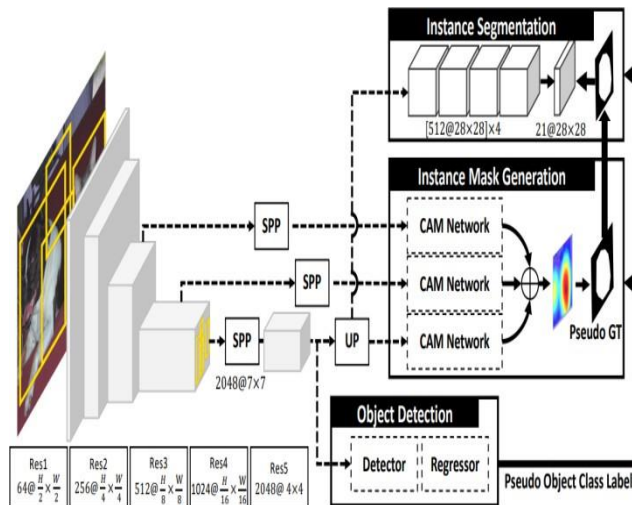 Instance Segmentation
[512@28×28]×4
21@28×28
Instance Mask Generation
SPP
CAM Network
SPP
CAM Network
SPP
UP
CAM Network
Pseudo GT
2048@7×7
Object Detection
Detector
Regressor
Pseudo Object Class Label
Res1
64@ H/2 × W/2
Res2
256@ H/4 × W/4
Res3
512@ H/8 × W/8
Res4
1024@ H/16 × W/16
Res5
2048@ 4×4